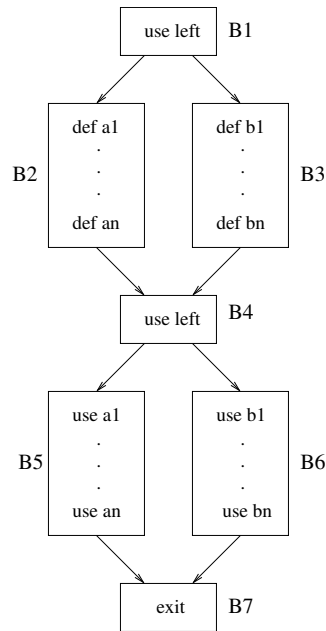 use left B1
def a1
.
.
.
def an
B2
def b1
.
.
.
def bn
B3
use left B4
use a1
.
.
.
use an
B5
use b1
.
.
.
use bn
B6
exit B7